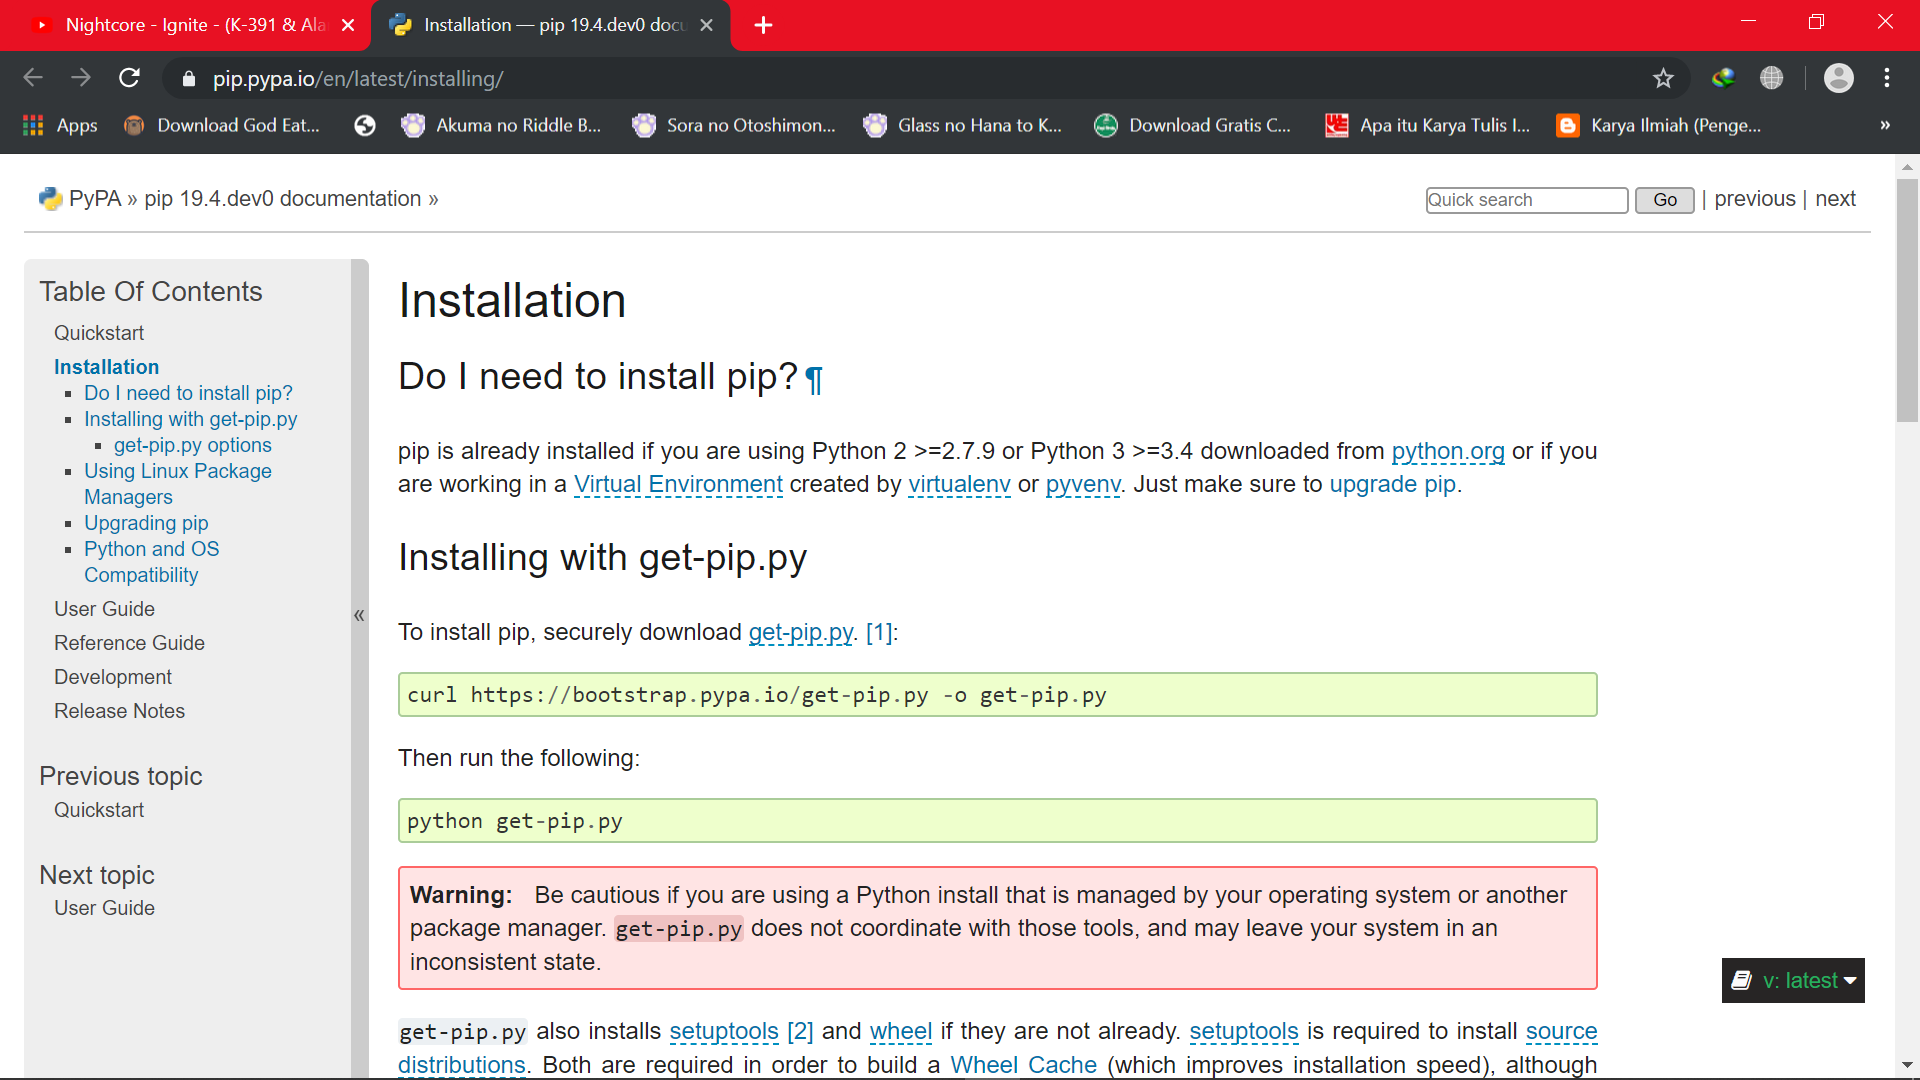 Nightcore - Ignite - (K-391 & Ala
Installation — pip 19.4.dev0 docu
pip.pypa.io/en/latest/installing/
Apps
Download God Eat...
Akuma no Riddle B...
Sora no Otoshimon...
Glass no Hana to K...
Download Gratis C...
Apa itu Karya Tulis I...
Karya Ilmiah (Penge...
»
PyPA » pip 19.4.dev0 documentation »
Quick search Go | previous | next
Table Of Contents
Quickstart
Installation
Do I need to install pip?
Installing with get-pip.py
get-pip.py options
Using Linux Package
Managers
Upgrading pip
Python and OS
Compatibility
User Guide
Reference Guide
Development
Release Notes
Previous topic
Quickstart
Next topic
User Guide
«
Installation
Do I need to install pip?¶
pip is already installed if you are using Python 2 >=2.7.9 or Python 3 >=3.4 downloaded from python.org or if you
are working in a Virtual Environment created by virtualenv or pyvenv. Just make sure to upgrade pip.
Installing with get-pip.py
To install pip, securely download get-pip.py. [1]:
curl https://bootstrap.pypa.io/get-pip.py -o get-pip.py
Then run the following:
python get-pip.py
Warning: Be cautious if you are using a Python install that is managed by your operating system or another
package manager. get-pip.py does not coordinate with those tools, and may leave your system in an
inconsistent state.
get-pip.py also installs setuptools [2] and wheel if they are not already. setuptools is required to install source
distributions. Both are required in order to build a Wheel Cache (which improves installation speed), although
v: latest